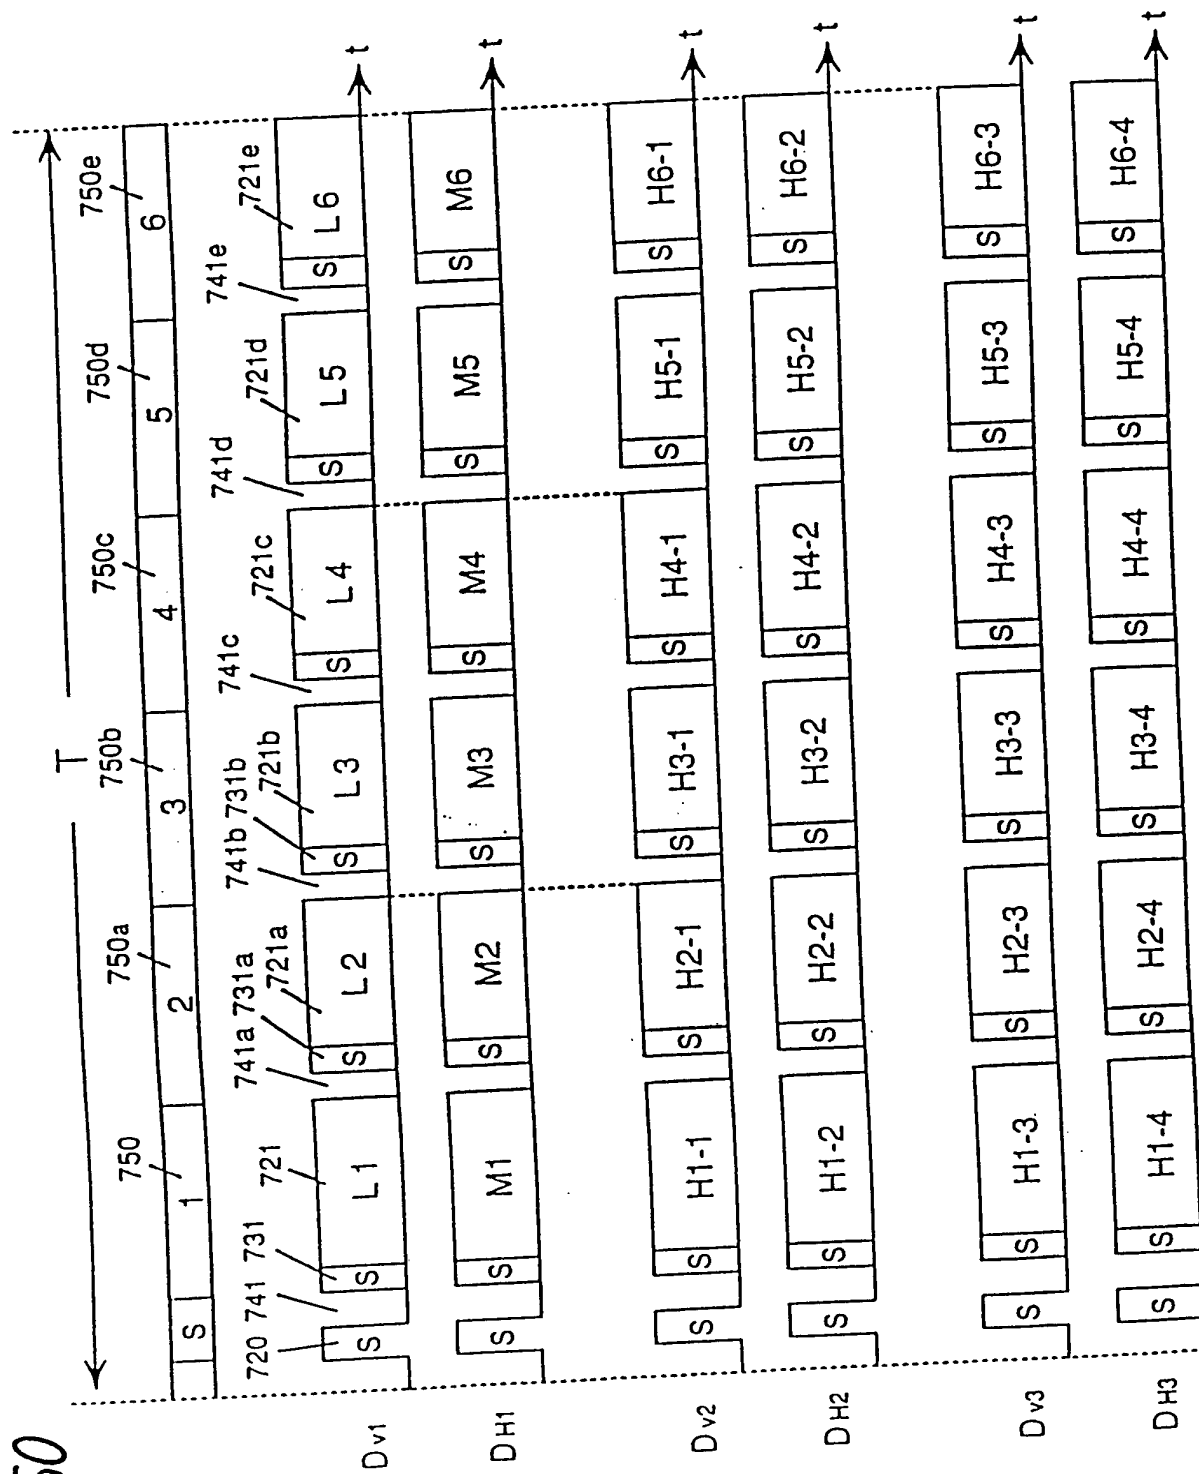 50
T
750 750a 750b 750c 750d 750e
S 1 2 3 4 5 6
720 741 731 721 741a 731a 721a 741b 731b 721b 741c 721c 741d 721d 741e 721e
Dv1 S S L1 S L2 S L3 S L4 S L5 S L6 t
DH1 S S M1 S M2 S M3 S M4 S M5 S M6 t
Dv2 S S H1-1 S H2-1 S H3-1 S H4-1 S H5-1 S H6-1 t
DH2 S S H1-2 S H2-2 S H3-2 S H4-2 S H5-2 S H6-2 t
Dv3 S S H1-3 S H2-3 S H3-3 S H4-3 S H5-3 S H6-3 t
DH3 S S H1-4 S H2-4 S H3-4 S H4-4 S H5-4 S H6-4 t